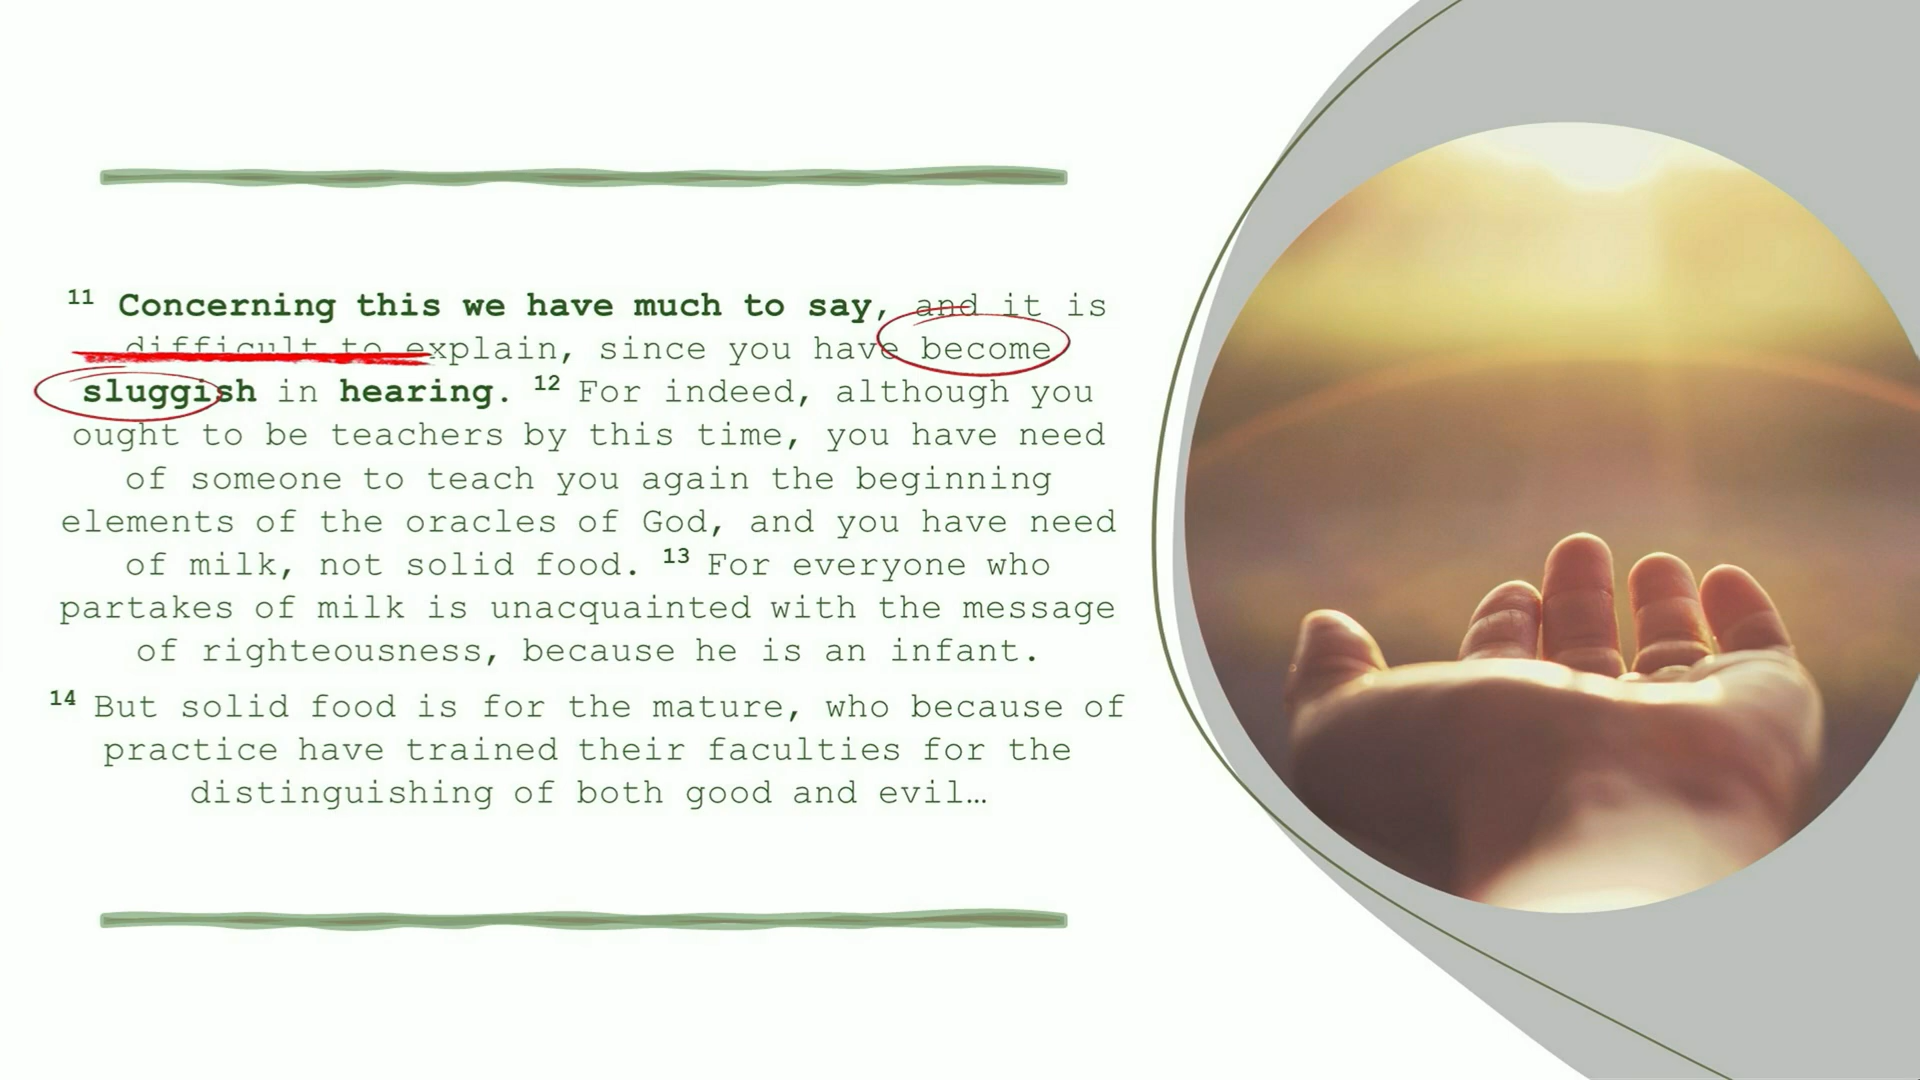 11 Concerning this we have much to say, and it is
difficult to explain, since you have become
sluggish in hearing. 12 For indeed, although you
ought to be teachers by this time, you have need
of someone to teach you again the beginning
elements of the oracles of God, and you have need
of milk, not solid food. 13 For everyone who
partakes of milk is unacquainted with the message
of righteousness, because he is an infant.
14 But solid food is for the mature, who because of
practice have trained their faculties for the
distinguishing of both good and evil…